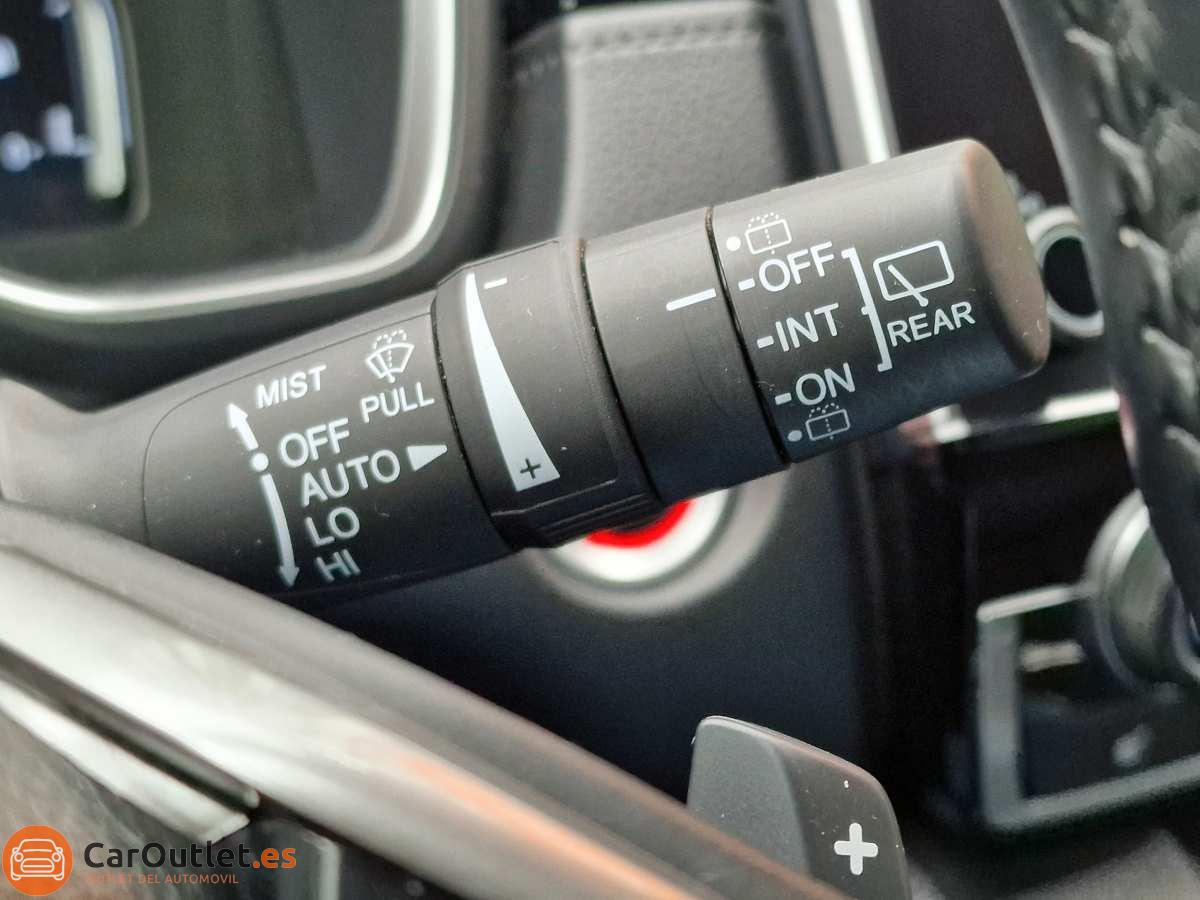 MIST
PULL
OFF
AUTO
LO
HI
-
+
OFF
INT
ON
REAR
+
CarOutlet.es
OUTLET DEL AUTOMOVIL